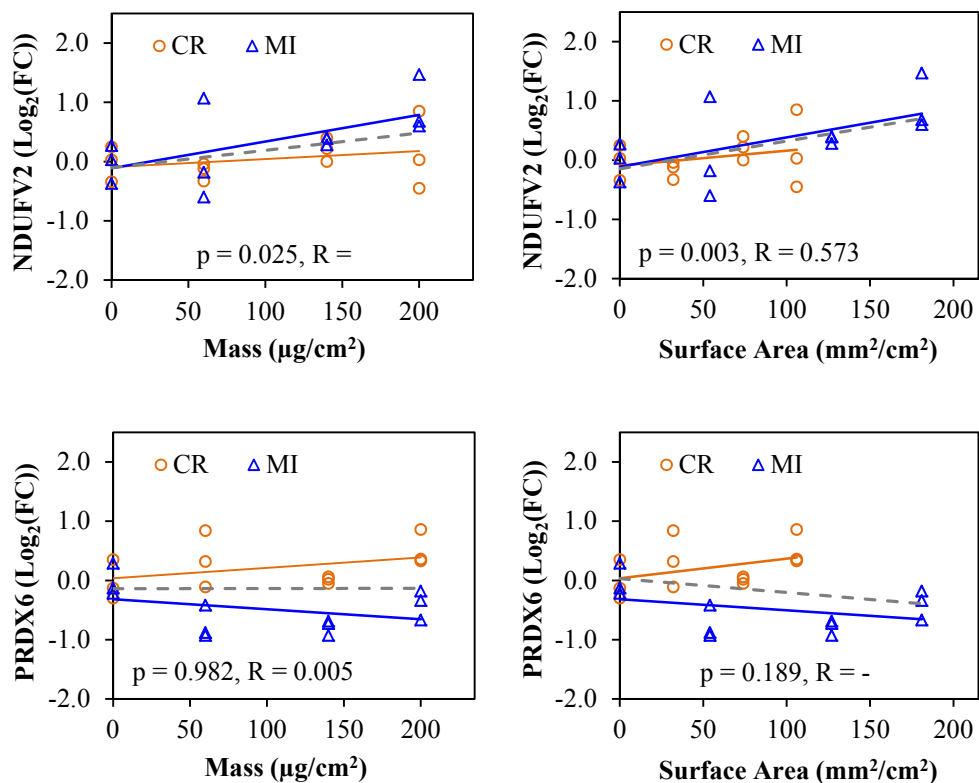 NDUFV2 (Log₂(FC))
2.0
1.0
0.0
-1.0
-2.0
CR MI
p = 0.025, R =
0 50 100 150 200
Mass (µg/cm²)
NDUFV2 (Log₂(FC))
2.0
1.0
0.0
-1.0
-2.0
CR MI
p = 0.003, R = 0.573
0 50 100 150 200
Surface Area (mm²/cm²)
PRDX6 (Log₂(FC))
2.0
1.0
0.0
-1.0
-2.0
CR MI
p = 0.982, R = 0.005
0 50 100 150 200
Mass (µg/cm²)
PRDX6 (Log₂(FC))
2.0
1.0
0.0
-1.0
-2.0
CR MI
p = 0.189, R = -
0 50 100 150 200
Surface Area (mm²/cm²)